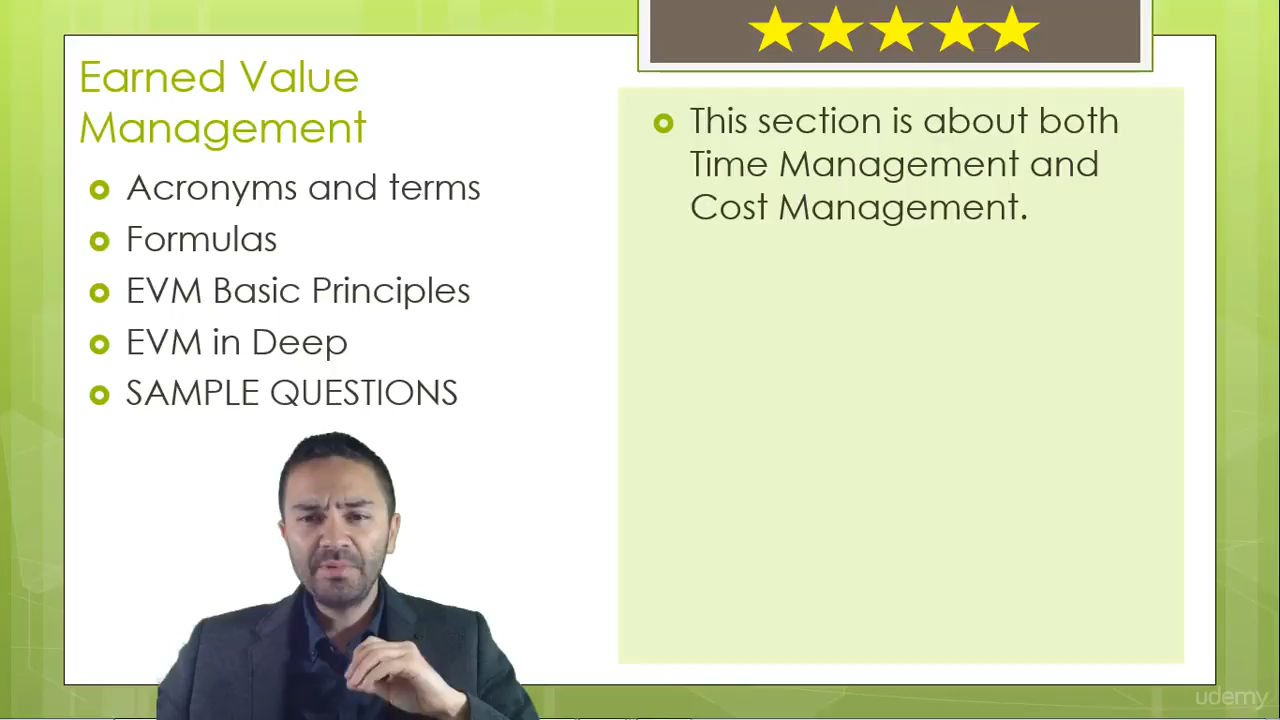 Earned Value
Management
Acronyms and terms
Formulas
EVM Basic Principles
EVM in Deep
SAMPLE QUESTIONS
This section is about both
Time Management and
Cost Management.
udemy